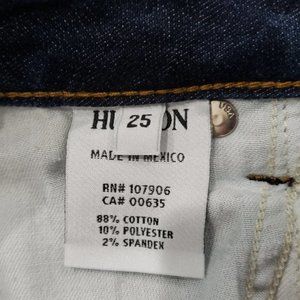 HU 25 ON
MADE IN MEXICO
RN# 107906
CA# 00635
88% COTTON
10% POLYESTER
2% SPANDEX